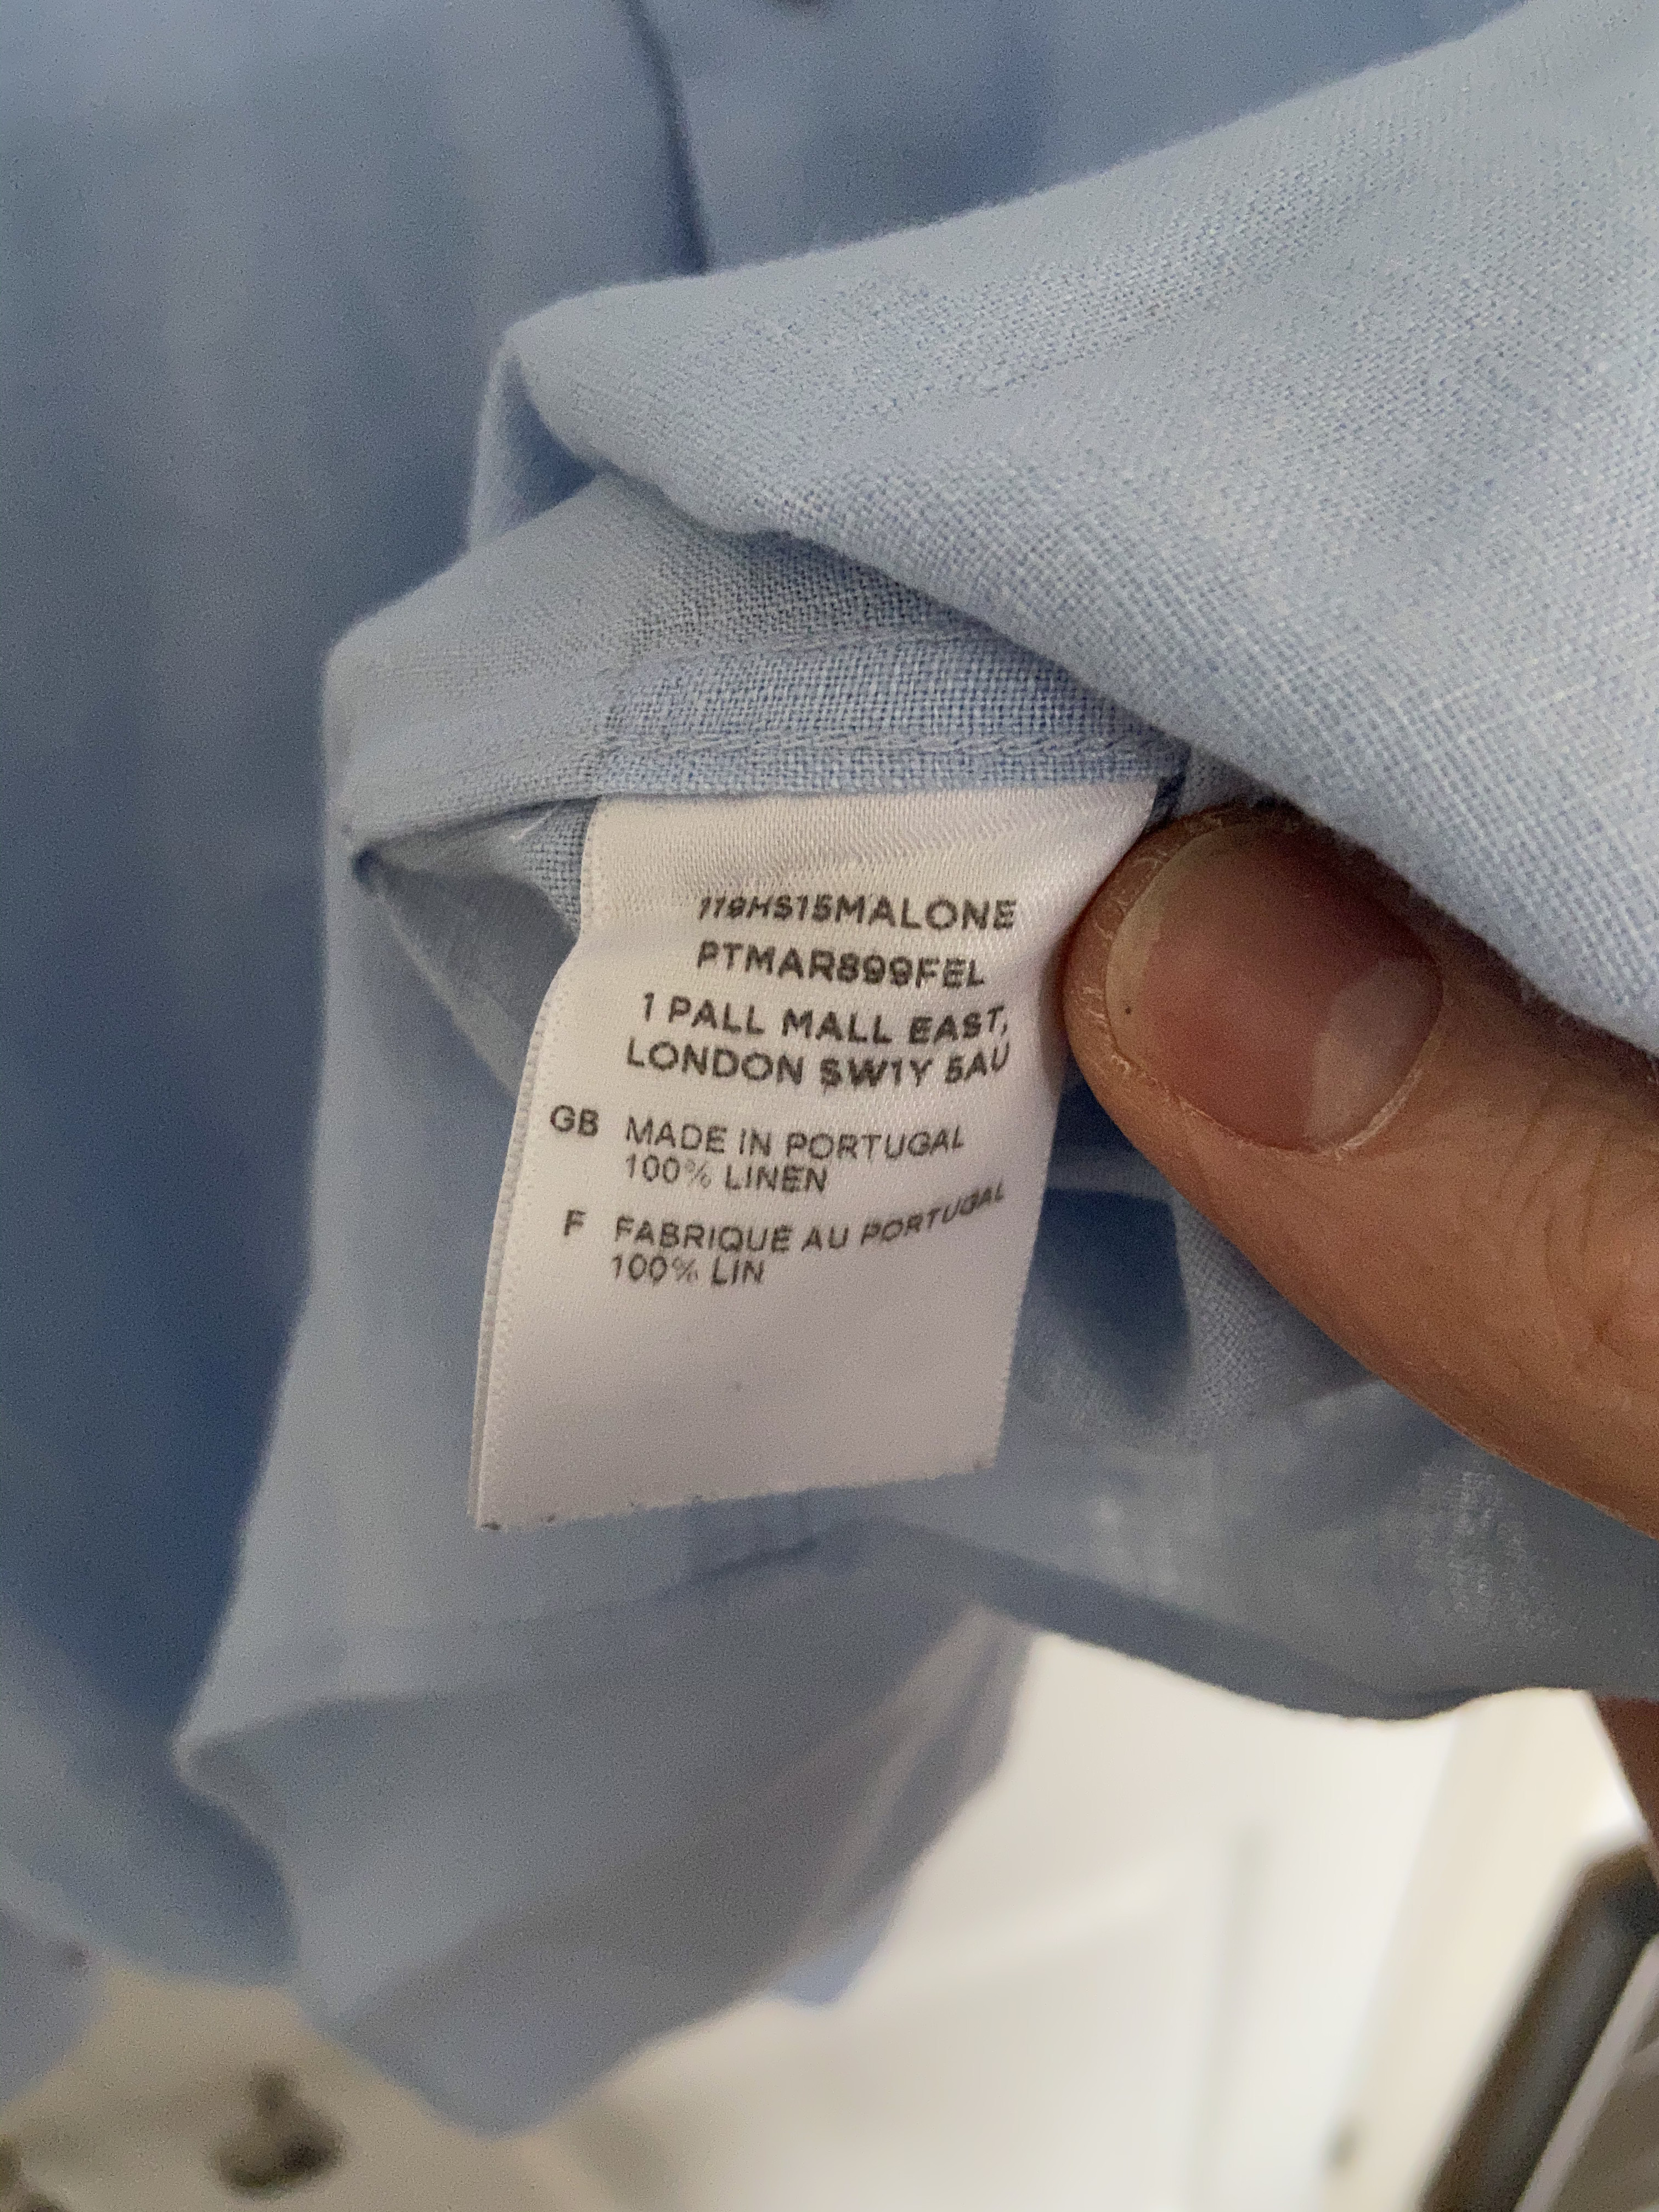 119HS15MALONE
PTMAR899FEL
1 PALL MALL EAST,
LONDON SW1Y 5AU
GB MADE IN PORTUGAL
100% LINEN
F FABRIQUE AU PORTUGAL
100% LIN